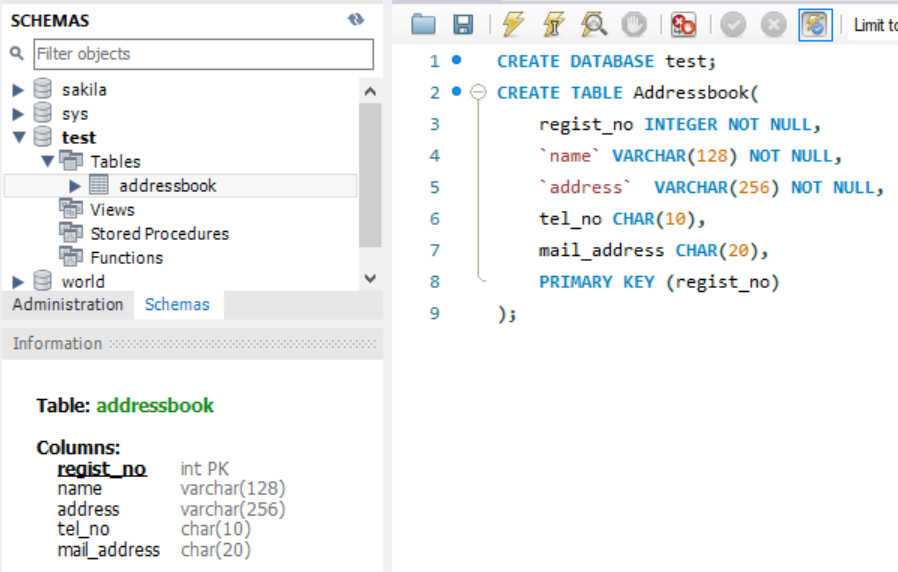 SCHEMAS
Filter objects
sakila
sys
test
Tables
addressbook
Views
Stored Procedures
Functions
world
Administration Schemas
Information
Table: addressbook
Columns:
regist_no int PK
name varchar(128)
address varchar(256)
tel_no char(10)
mail_address char(20)
Limit to
1 CREATE DATABASE test;
2 CREATE TABLE Addressbook(
3 regist_no INTEGER NOT NULL,
4 `name` VARCHAR(128) NOT NULL,
5 `address`  VARCHAR(256) NOT NULL,
6 tel_no CHAR(10),
7 mail_address CHAR(20),
8 PRIMARY KEY (regist_no)
9 );